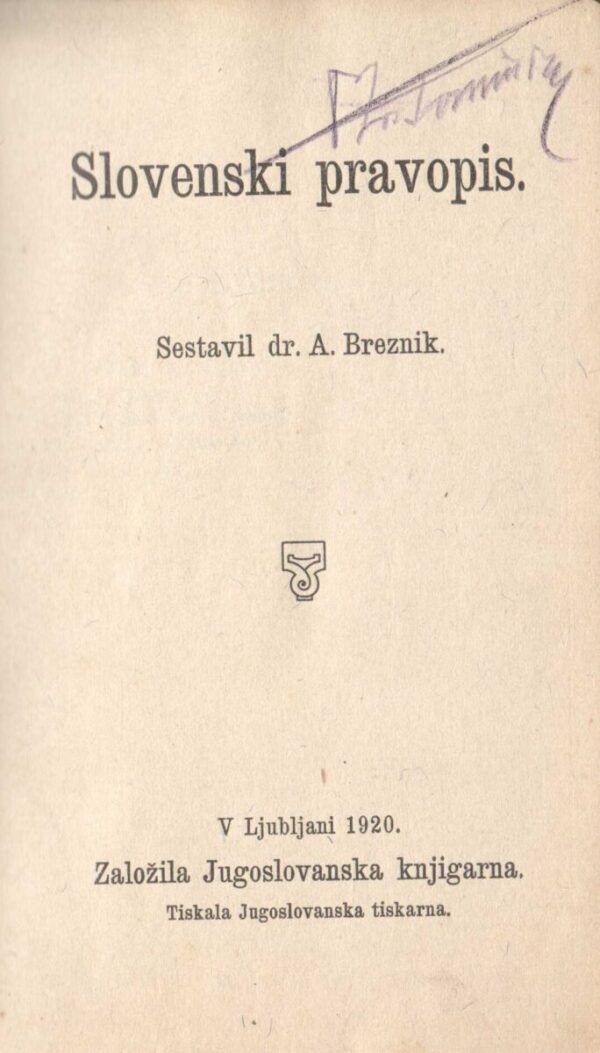 Slovenski pravopis.
Sestavil dr. A. Breznik.
V Ljubljani 1920.
Založila Jugoslovanska knjigarna.
Tiskala Jugoslovanska tiskarna.